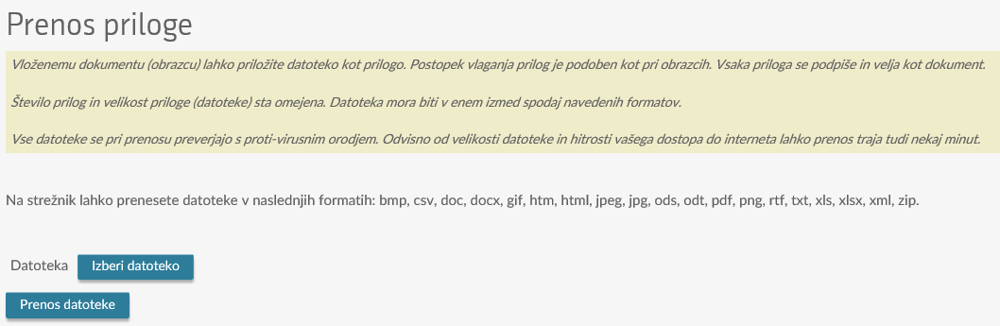 Prenos priloge
Vloženemu dokumentu (obrazcu) lahko priložite datoteko kot prilogo. Postopek vlaganja prilog je podoben kot pri obrazcih. Vsaka priloga se podpiše in velja kot dokument.
Število prilog in velikost priloge (datoteke) sta omejena. Datoteka mora biti v enem izmed spodaj navedenih formatov.
Vse datoteke se pri prenosu preverjajo s proti-virusnim orodjem. Odvisno od velikosti datoteke in hitrosti vašega dostopa do interneta lahko prenos traja tudi nekaj minut.
Na strežnik lahko prenesete datoteke v naslednjih formatih: bmp, csv, doc, docx, gif, htm, html, jpeg, jpg, ods, odt, pdf, png, rtf, txt, xls, xlsx, xml, zip.
Datoteka Izberi datoteko
Prenos datoteke